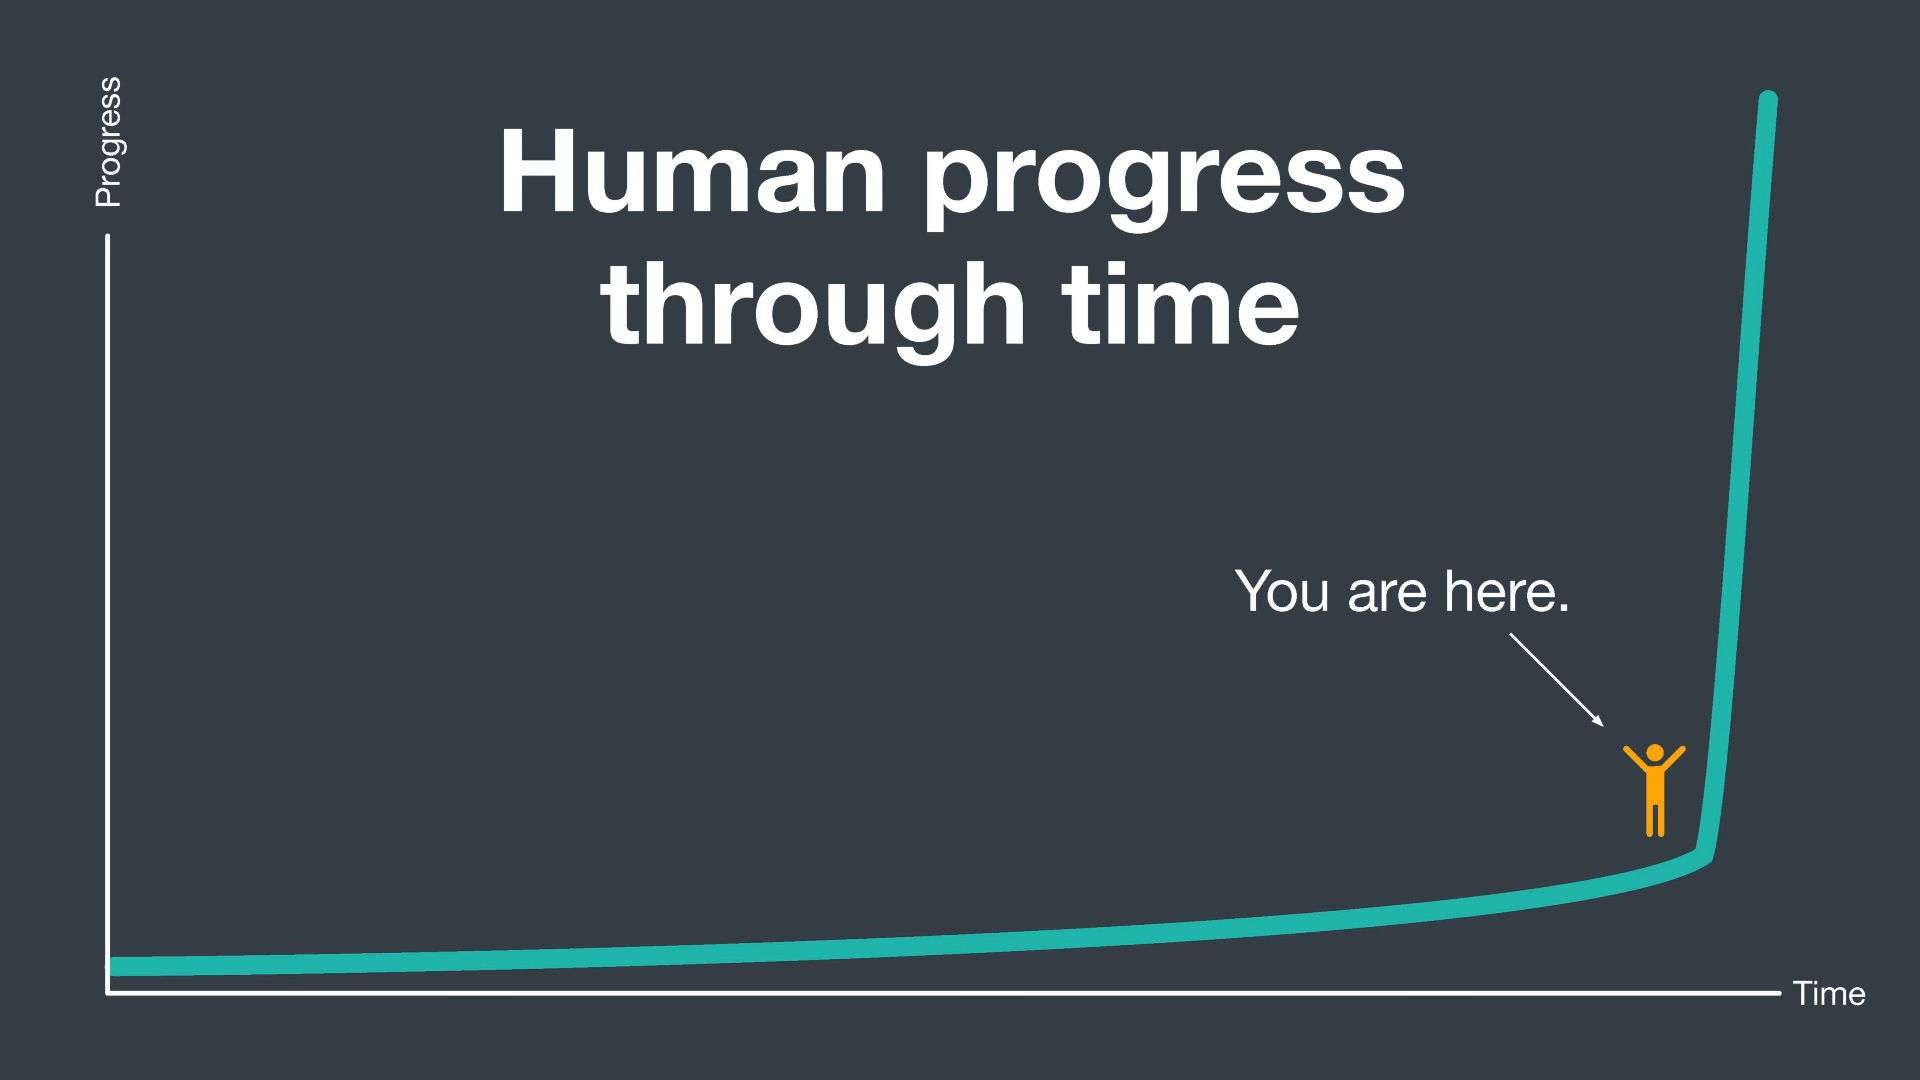 Progress
Human progress
through time
You are here.
Time